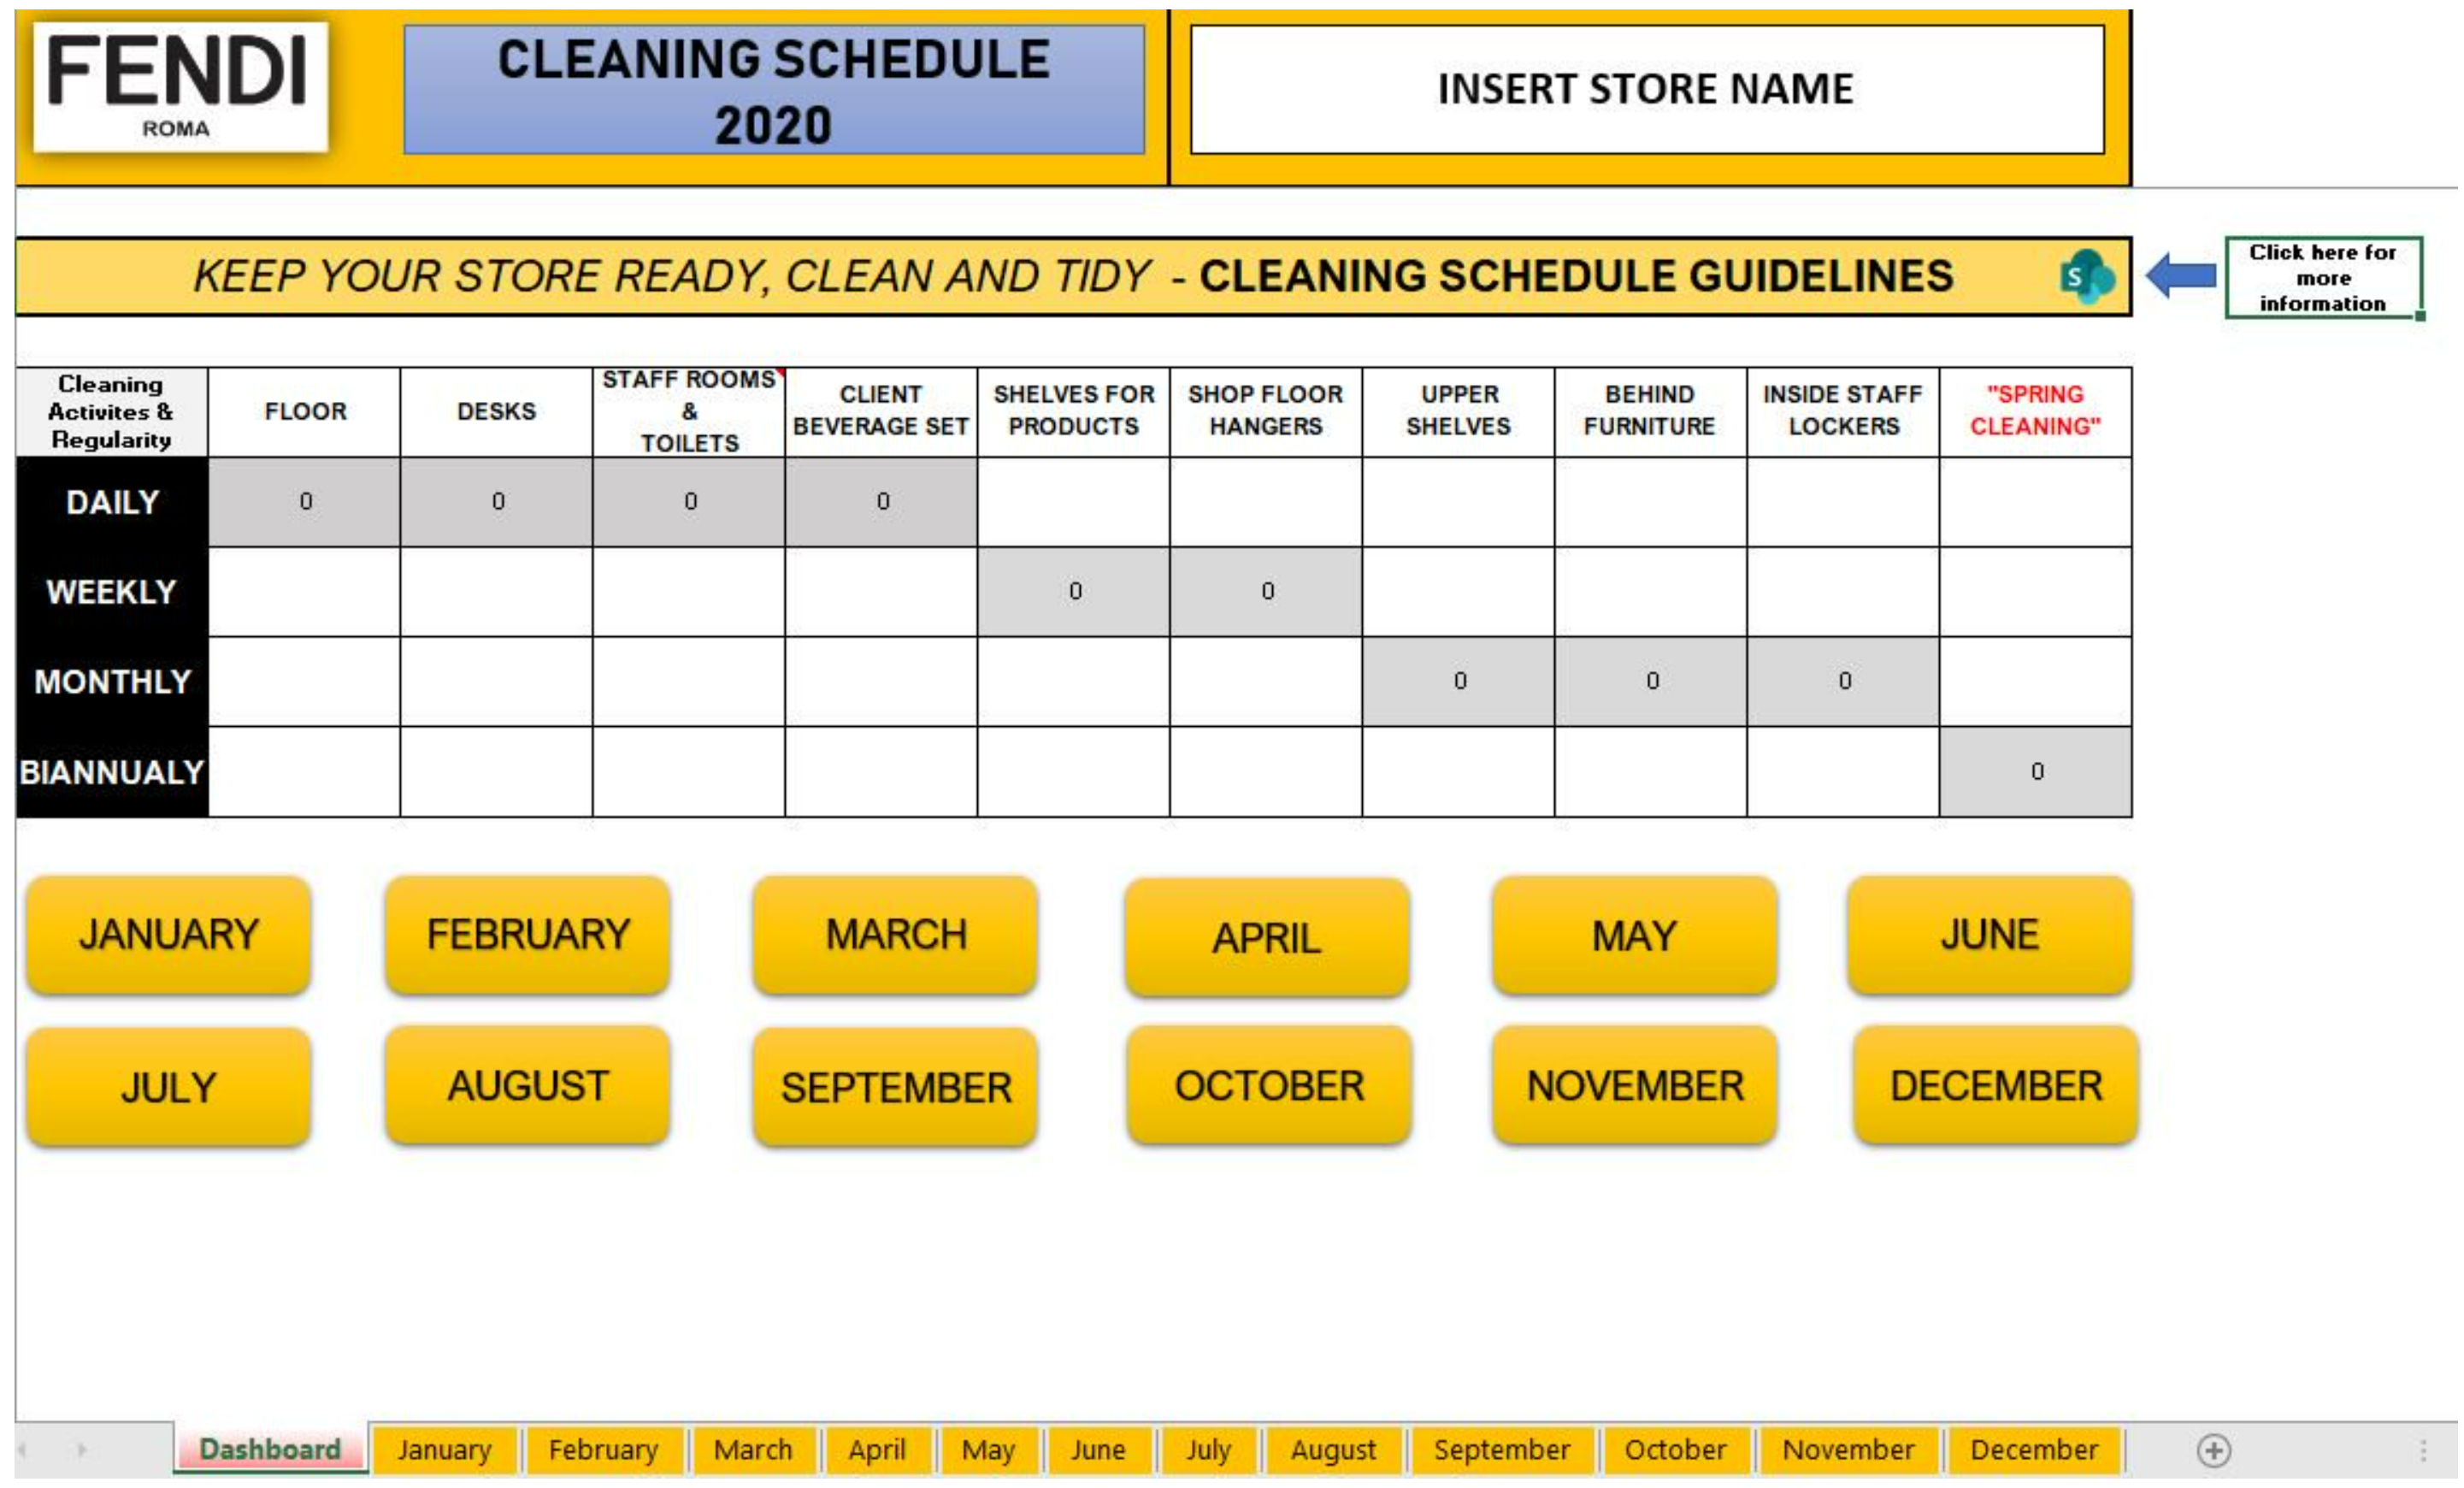 FENDI
ROMA
CLEANING SCHEDULE
2020
INSERT STORE NAME
KEEP YOUR STORE READY, CLEAN AND TIDY - CLEANING SCHEDULE GUIDELINES
S
Click here for
more
information
Cleaning
Activites &
Regularity
FLOOR
DESKS
STAFF ROOMS
&
TOILETS
CLIENT
BEVERAGE SET
SHELVES FOR
PRODUCTS
SHOP FLOOR
HANGERS
UPPER
SHELVES
BEHIND
FURNITURE
INSIDE STAFF
LOCKERS
"SPRING
CLEANING"
DAILY 0 0 0 0
WEEKLY 0 0
MONTHLY 0 0 0
BIANNUALY 0
JANUARY FEBRUARY MARCH APRIL MAY JUNE
JULY AUGUST SEPTEMBER OCTOBER NOVEMBER DECEMBER
Dashboard January February March April May June July August September October November December